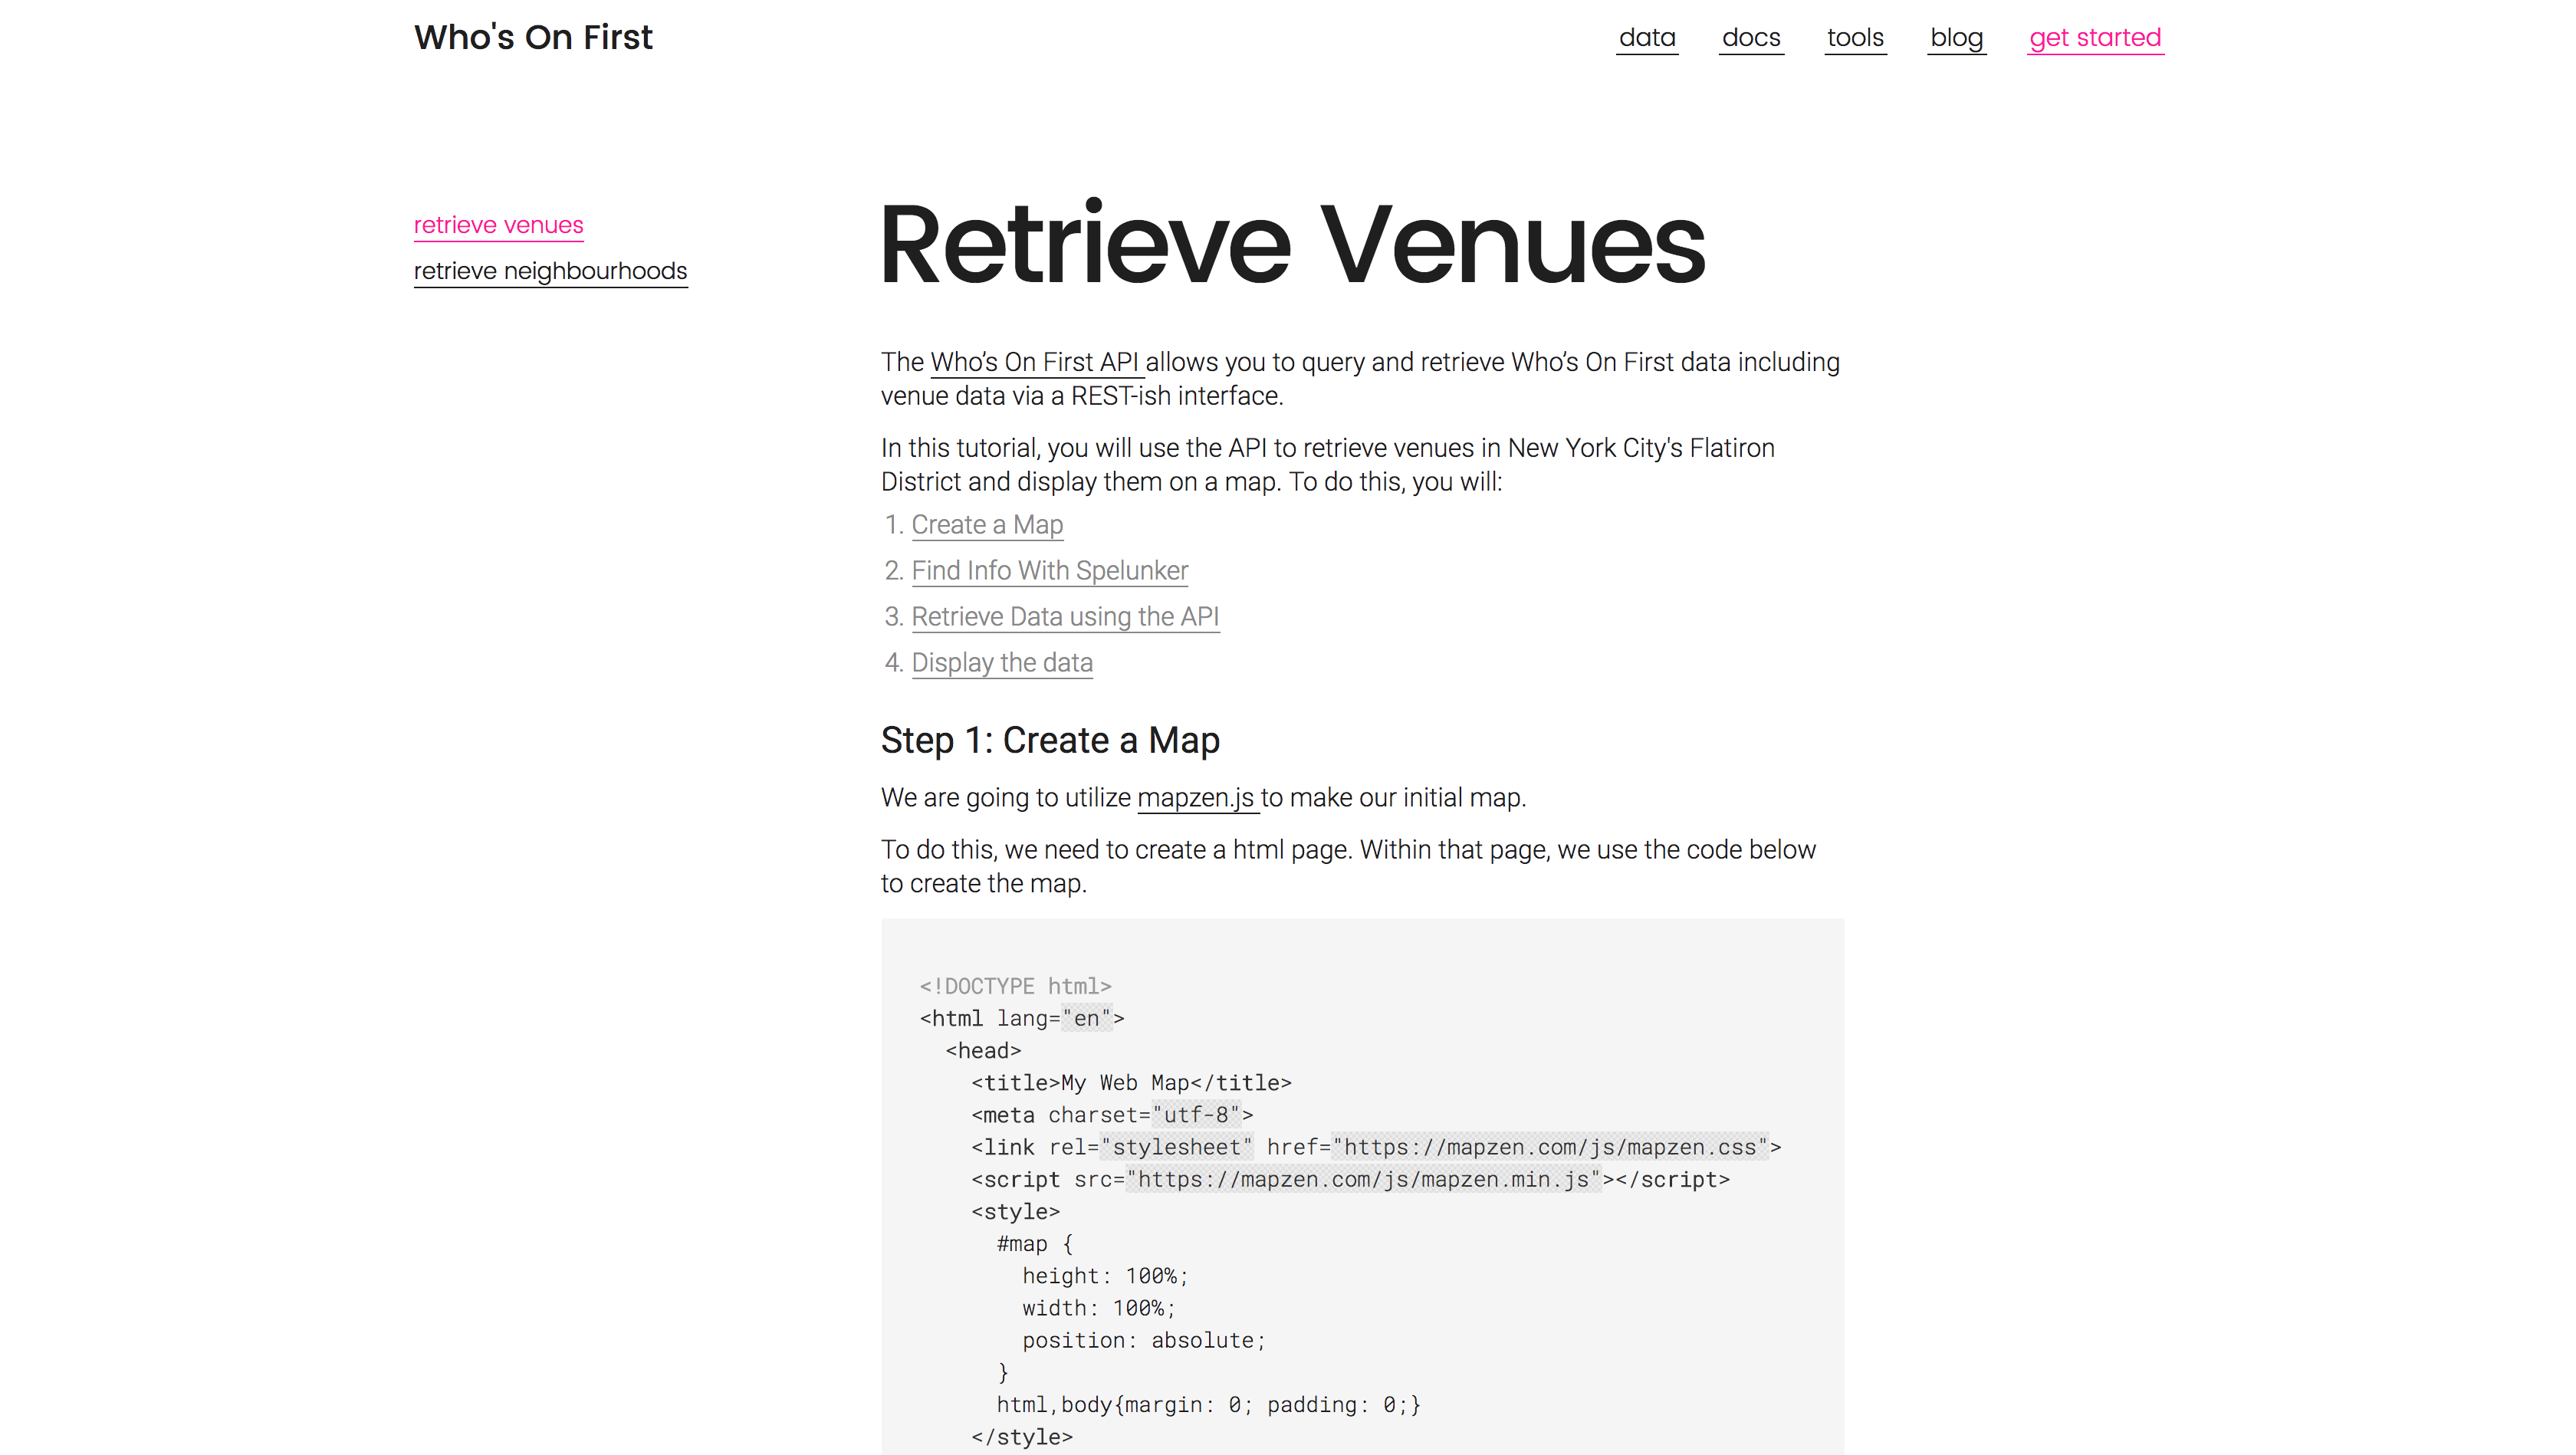 Who's On First
data docs tools blog get started
retrieve venues
retrieve neighbourhoods
Retrieve Venues
The Who’s On First API allows you to query and retrieve Who’s On First data including
venue data via a REST-ish interface.
In this tutorial, you will use the API to retrieve venues in New York City's Flatiron
District and display them on a map. To do this, you will:
1. Create a Map
2. Find Info With Spelunker
3. Retrieve Data using the API
4. Display the data
Step 1: Create a Map
We are going to utilize mapzen.js to make our initial map.
To do this, we need to create a html page. Within that page, we use the code below
to create the map.
<!DOCTYPE html>
<html lang="en">
<head>
<title>My Web Map</title>
<meta charset="utf-8">
<link rel="stylesheet" href="https://mapzen.com/js/mapzen.css">
<script src="https://mapzen.com/js/mapzen.min.js"></script>
<style>
#map {
height: 100%;
width: 100%;
position: absolute;
}
html,body{margin: 0; padding: 0;}
</style>